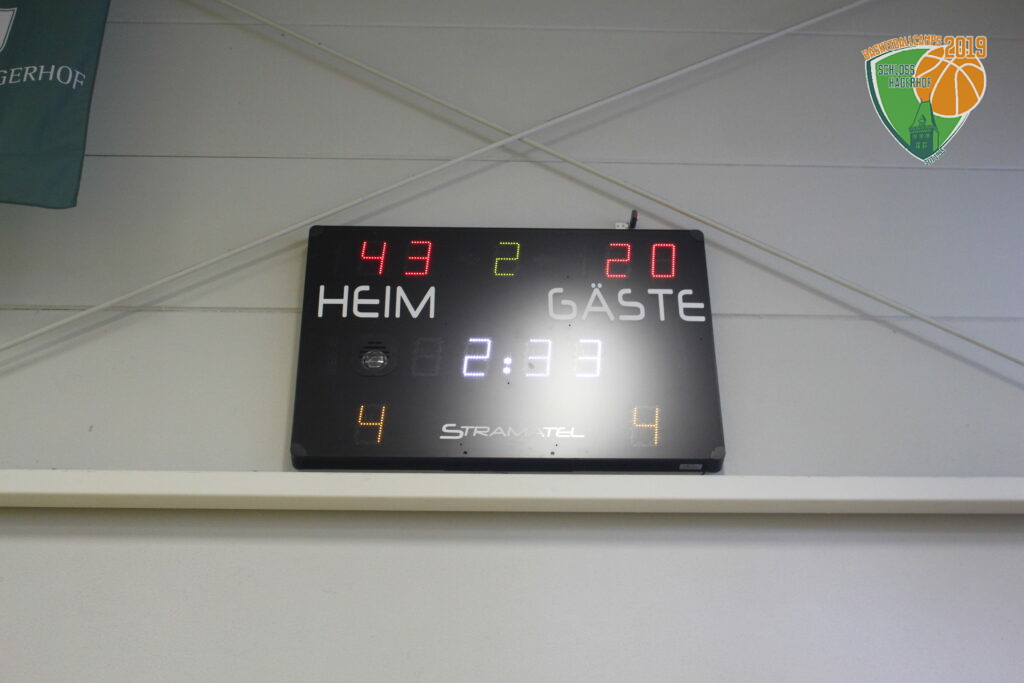 GERHOF
BASKETBALLCAMPS 2019
SCHLOSS
HAGERHOF
43 2 20
HEIM GÄSTE
2:33
4 STRAMATEL 4